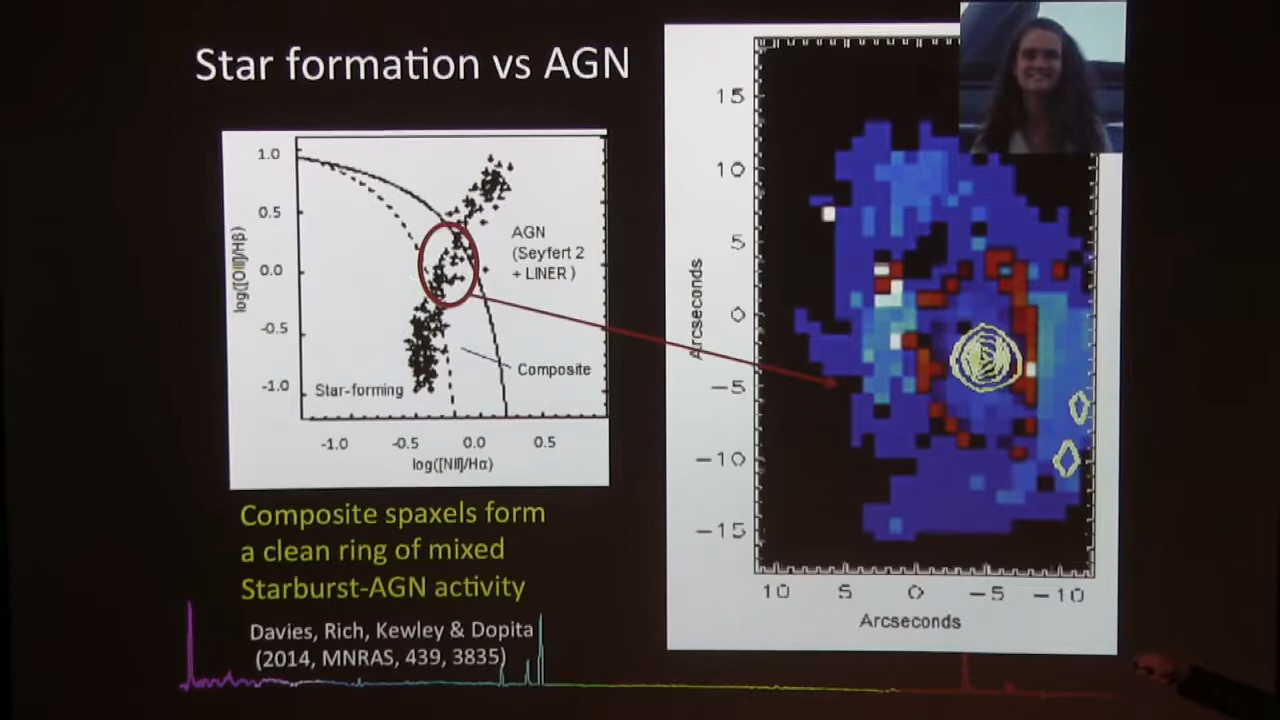 Star formation vs AGN
1.0
0.5
0.0
-0.5
-1.0
log([OIII]/Hβ)
AGN
(Seyfert 2
+ LINER )
Composite
Star-forming
-1.0 -0.5 0.0 0.5
log([NII]/Hα)
Composite spaxels form
a clean ring of mixed
Starburst-AGN activity
Davies, Rich, Kewley & Dopita
(2014, MNRAS, 439, 3835)
15
10
5
0
−5
−10
−15
Arcseconds
10 5 0 −5 −10
Arcseconds